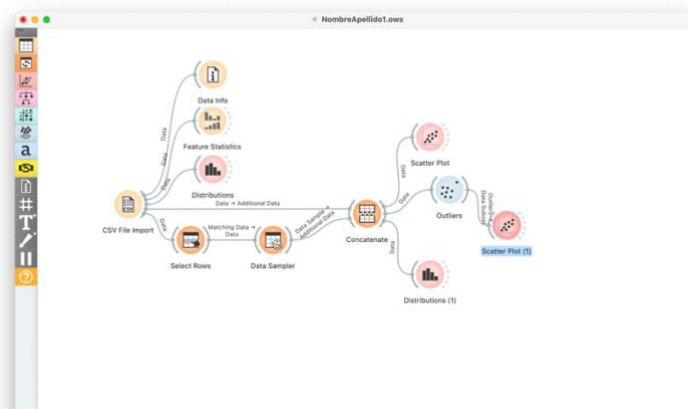 NombreApellido1.ows
Data Info
Data
Feature Statistics
Data
Data
Distributions
Scatter Plot
Data
Data → Additional Data
Data
Outliers
CSV File Import
Data
Matching Data →
Data
Data Sample →
Additional Data
Concatenate
Data
Data Subset
Scatter Plot (1)
Select Rows
Data Sampler
Distributions (1)